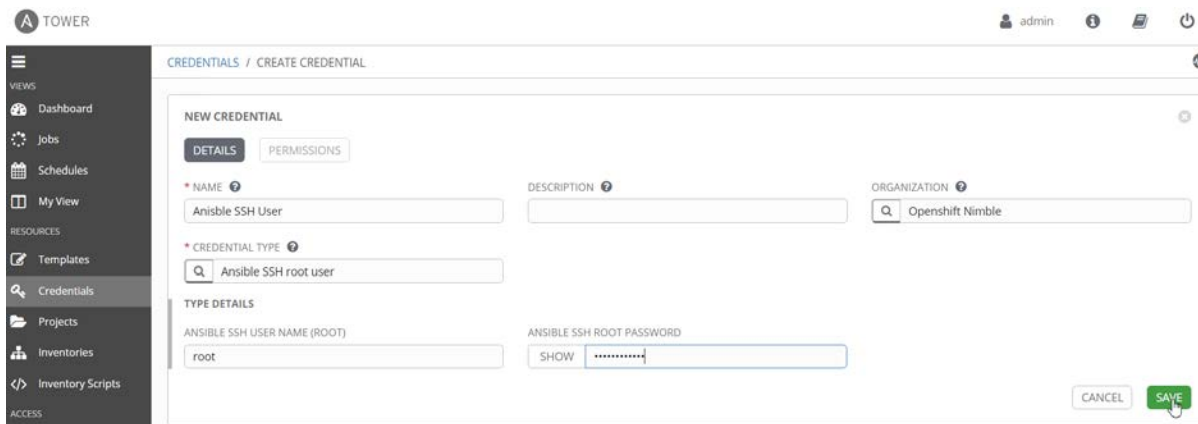 A TOWER
admin
VIEWS
Dashboard
Jobs
Schedules
My View
RESOURCES
Templates
Credentials
Projects
Inventories
Inventory Scripts
ACCESS
CREDENTIALS / CREATE CREDENTIAL
NEW CREDENTIAL
DETAILS PERMISSIONS
* NAME ? DESCRIPTION ? ORGANIZATION ?
Anisble SSH User Openshift Nimble
* CREDENTIAL TYPE ?
Ansible SSH root user
TYPE DETAILS
ANSIBLE SSH USER NAME (ROOT) ANSIBLE SSH ROOT PASSWORD
root SHOW ••••••••••••
CANCEL SAVE